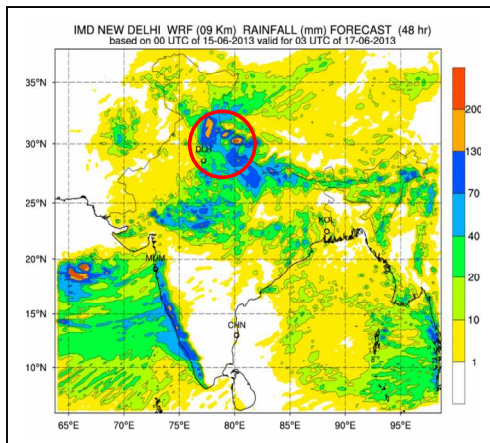 IMD NEW DELHI WRF (09 Km) RAINFALL (mm) FORECAST (48 hr)
based on 00 UTC of 15-06-2013 valid for 03 UTC of 17-06-2013
35°N
30°N
25°N
20°N
15°N
10°N
DLH
KOL
MUM
CHN
65°E 70°E 75°E 80°E 85°E 90°E 95°E
200
130
70
40
20
10
1